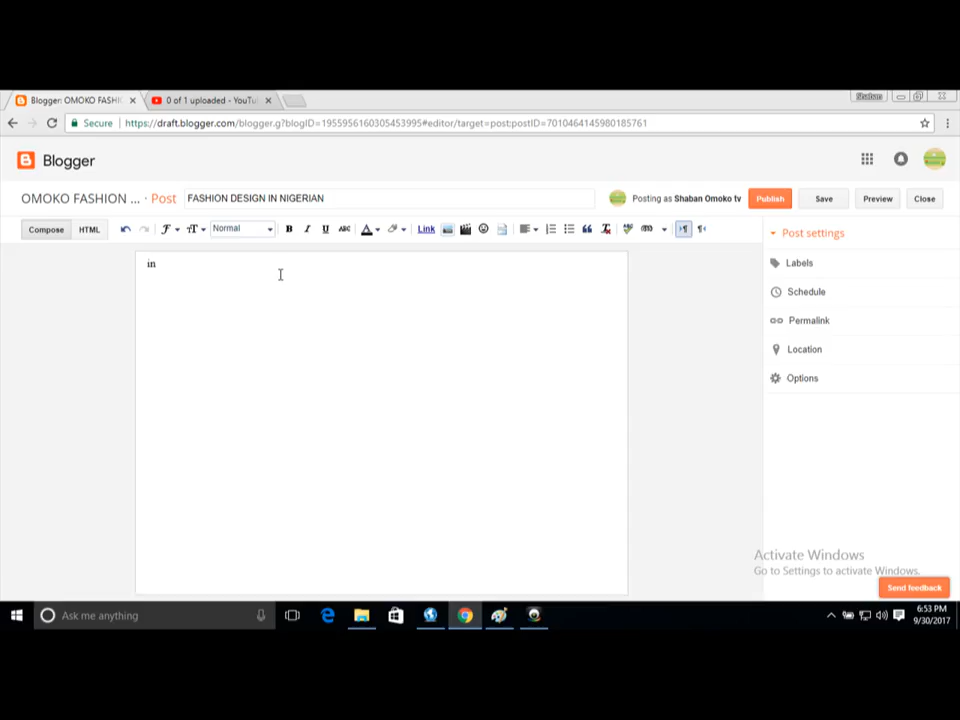 Blogger: OMOKO FASHI
0 of 1 uploaded - YouTu
Shabani
Secure https://draft.blogger.com/blogger.g?blogID=1955956160305453995#editor/target=post;postID=7010464145980185761
Blogger
OMOKO FASHION ... · Post FASHION DESIGN IN NIGERIAN Posting as Shaban Omoko tv Publish Save Preview Close
Compose HTML Normal B I U ABC A Link
Post settings
in
Labels
Schedule
Permalink
Location
Options
Activate Windows
Go to Settings to activate Windows.
Send feedback
Ask me anything
6:53 PM
9/30/2017